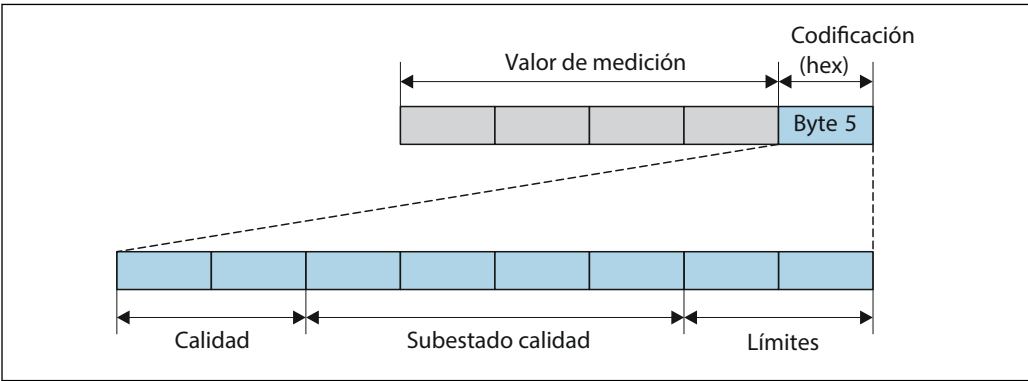 Codificación
Valor de medición
(hex)
Byte 5
Calidad
Subestado calidad
Límites